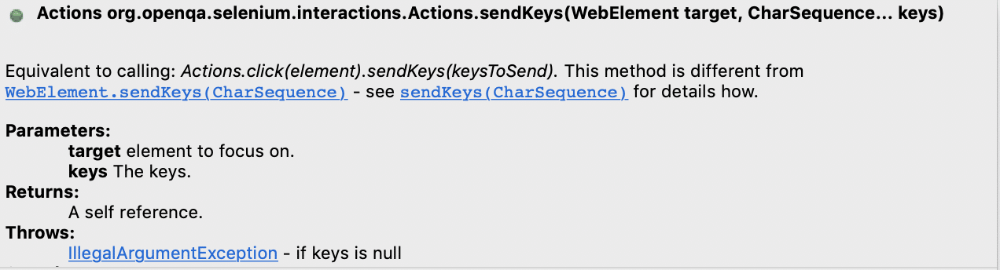 Actions org.openqa.selenium.interactions.Actions.sendKeys(WebElement target, CharSequence... keys)
Equivalent to calling: Actions.click(element).sendKeys(keysToSend). This method is different from
WebElement.sendKeys(CharSequence) - see sendKeys(CharSequence) for details how.
Parameters:
target element to focus on.
keys The keys.
Returns:
A self reference.
Throws:
IllegalArgumentException - if keys is null